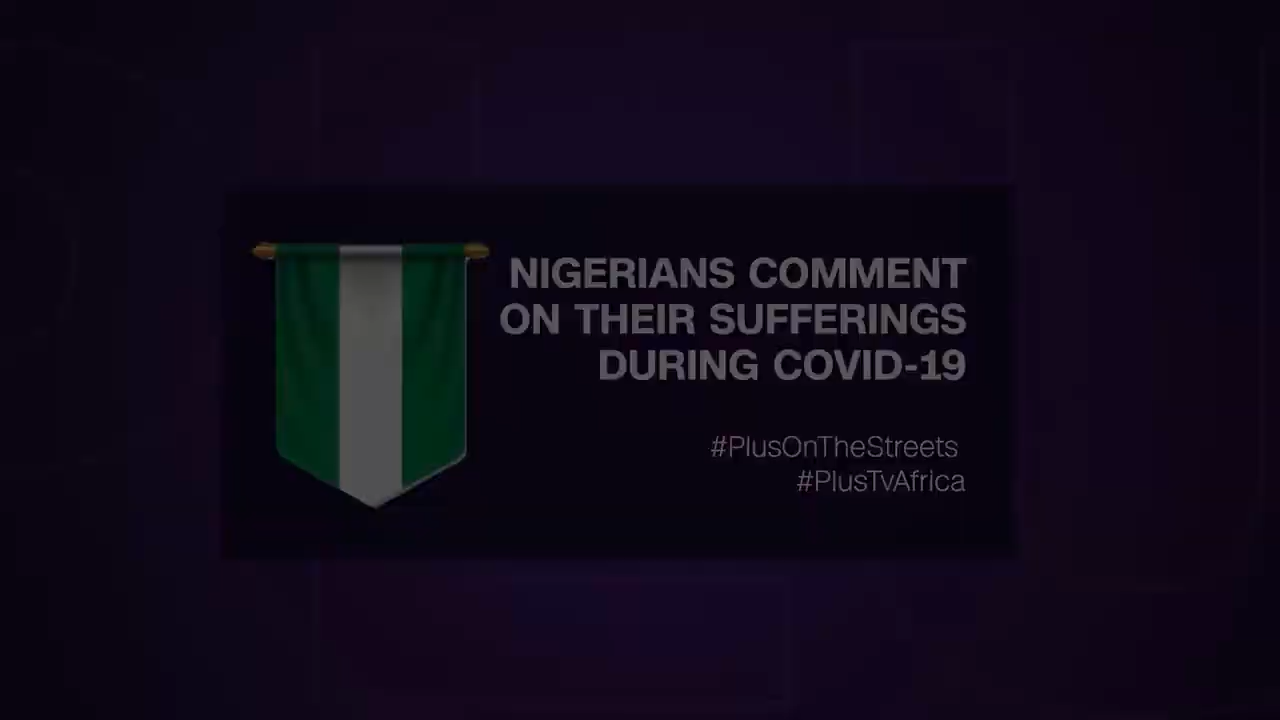 NIGERIANS COMMENT
ON THEIR SUFFERINGS
DURING COVID-19
#PlusOnTheStreets
#PlusTvAfrica